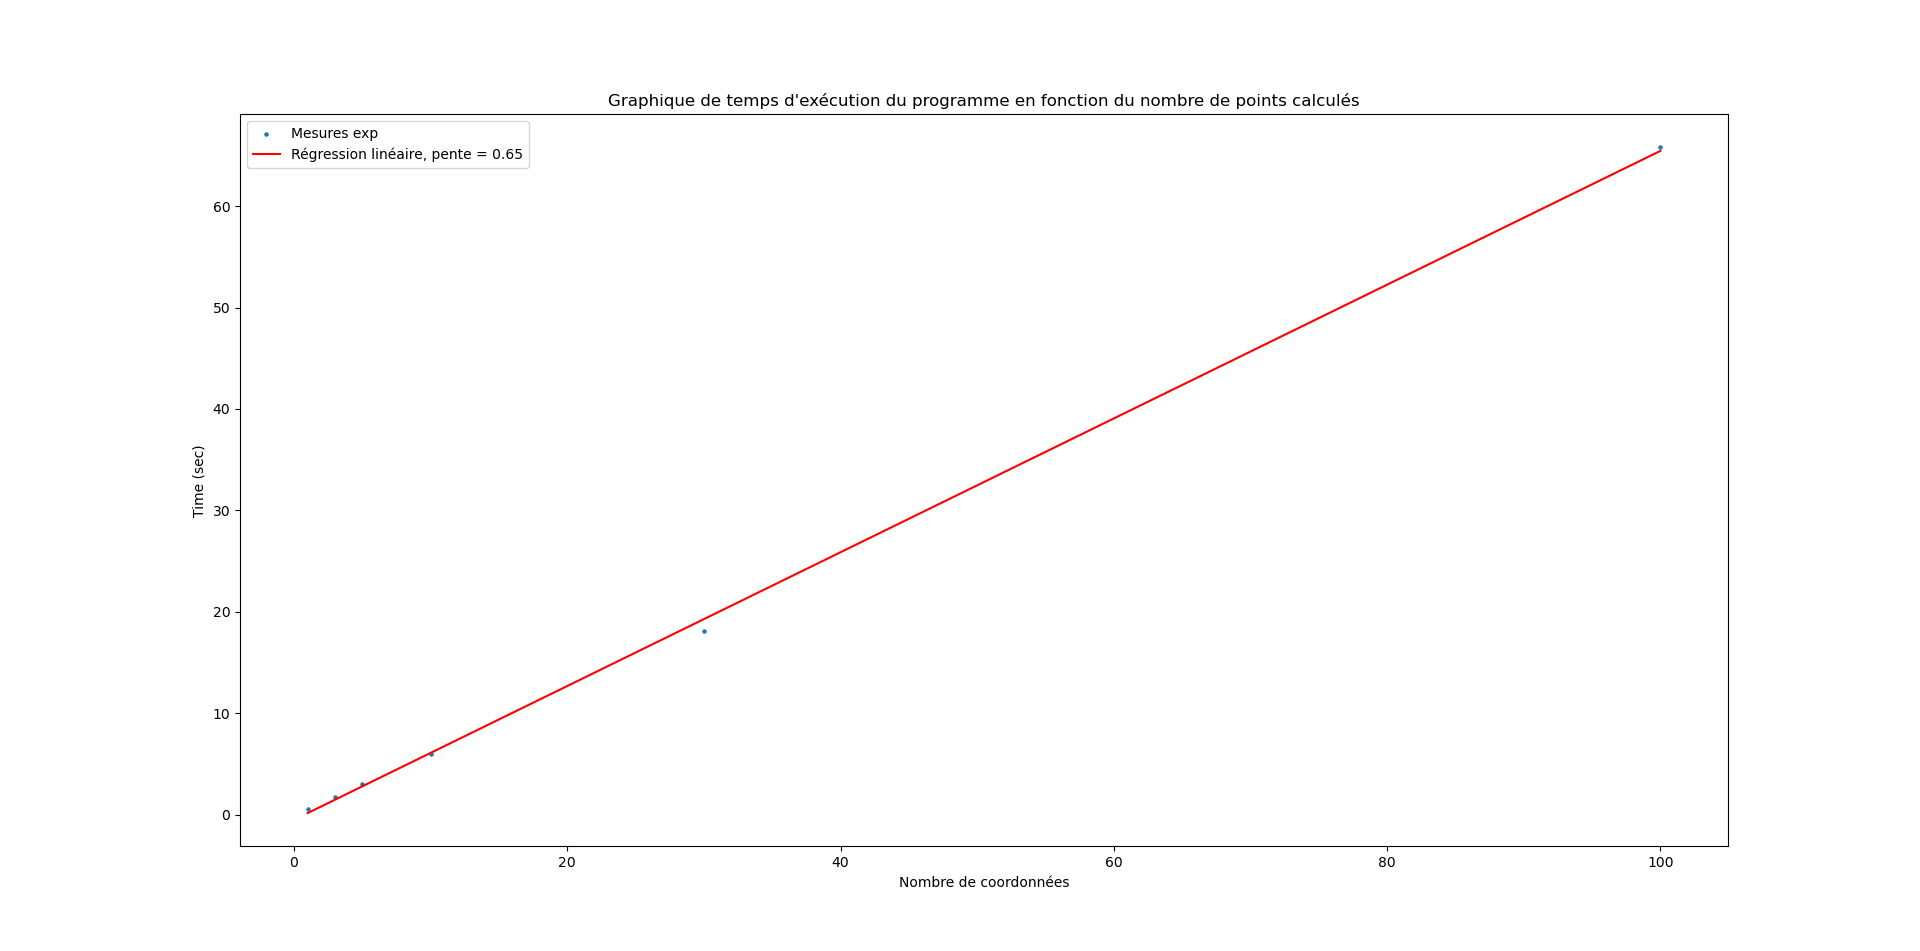 Graphique de temps d'exécution du programme en fonction du nombre de points calculés
Mesures exp
Régression linéaire, pente = 0.65
60
50
40
30
20
10
0
Time (sec)
0 20 40 60 80 100
Nombre de coordonnées